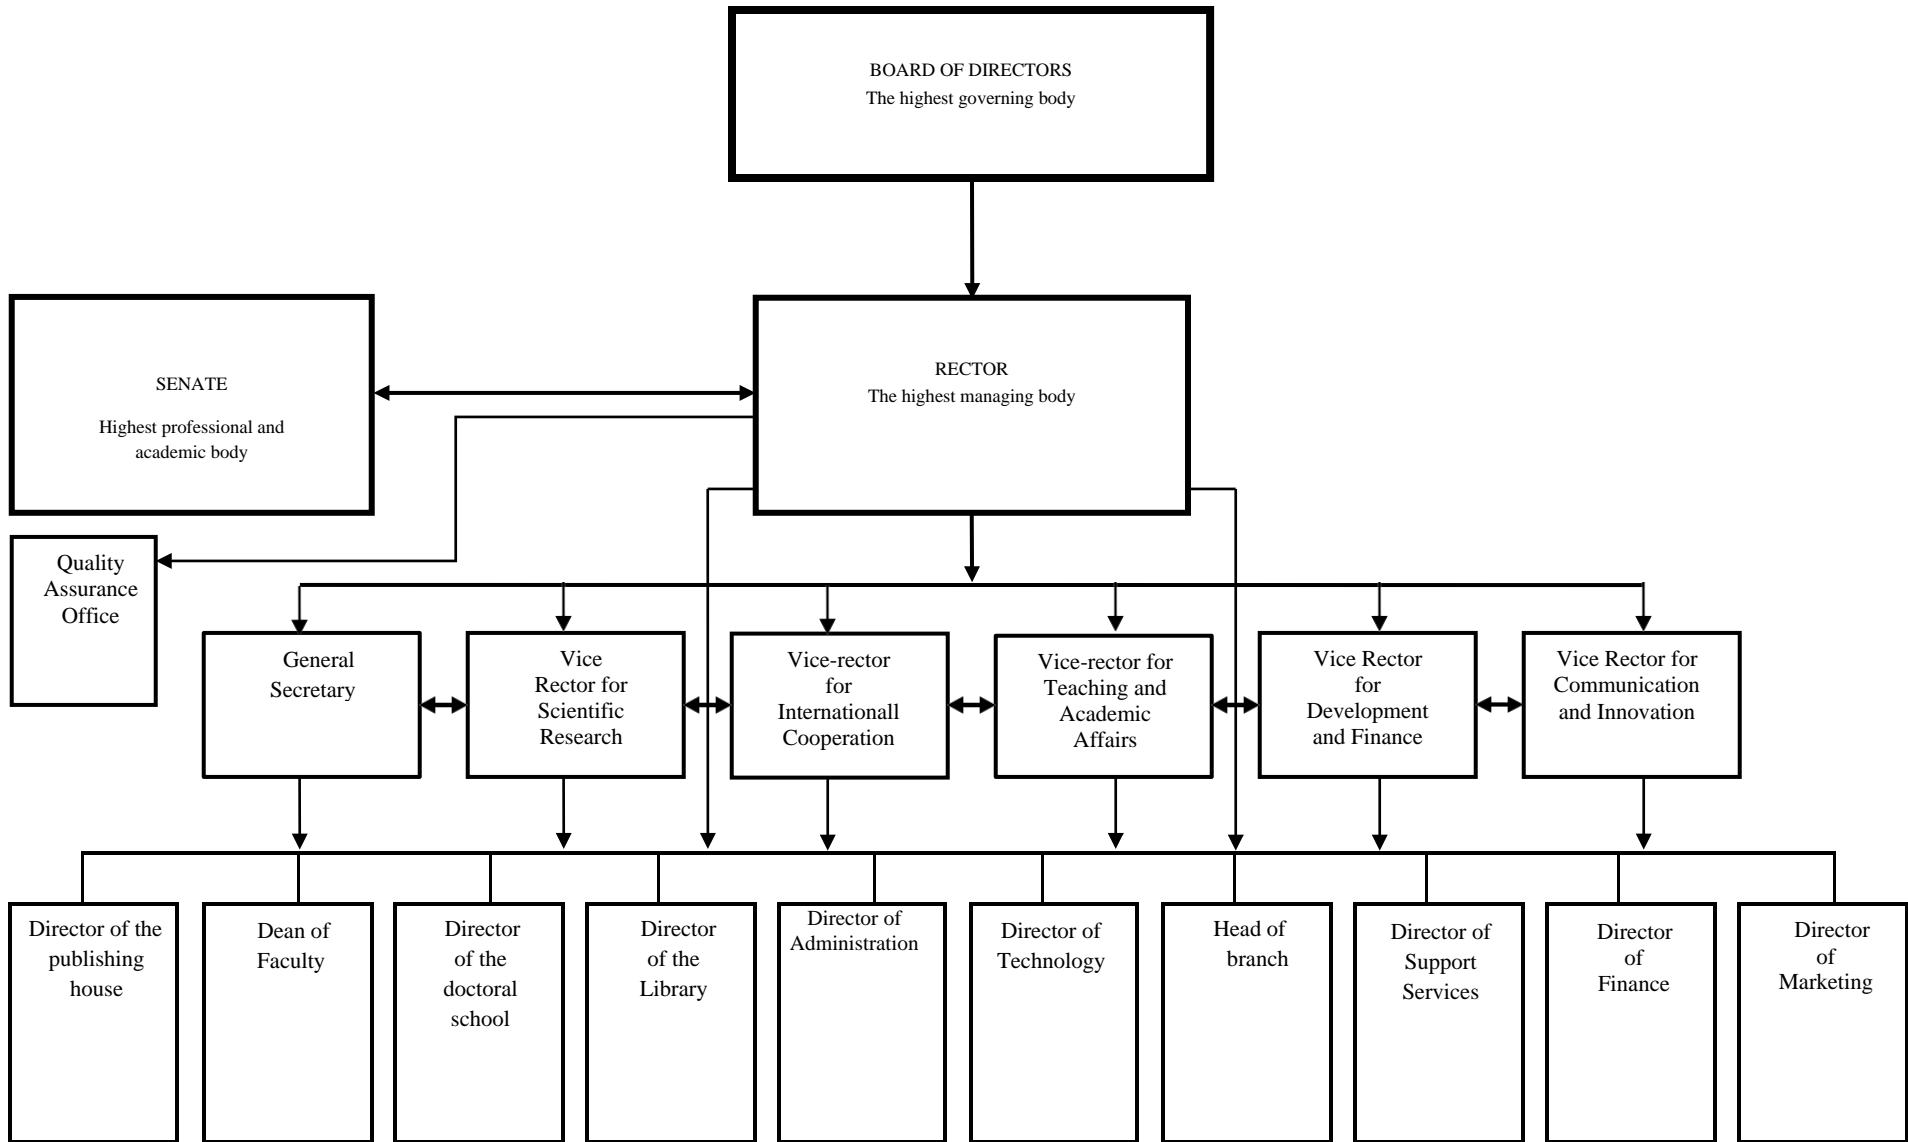 BOARD OF DIRECTORS
The highest governing body
SENATE
Highest professional and
academic body
RECTOR
The highest managing body
Quality
Assurance
Office
General
Secretary
Vice
Rector for
Scientific
Research
Vice-rector
for
Internationall
Cooperation
Vice-rector for
Teaching and
Academic
Affairs
Vice Rector
for
Development
and Finance
Vice Rector for
Communication
and Innovation
Director of the
publishing
house
Dean of
Faculty
Director
of the
doctoral
school
Director
of the
Library
Director of
Administration
Director of
Technology
Head of
branch
Director of
Support
Services
Director
of
Finance
Director
of
Marketing